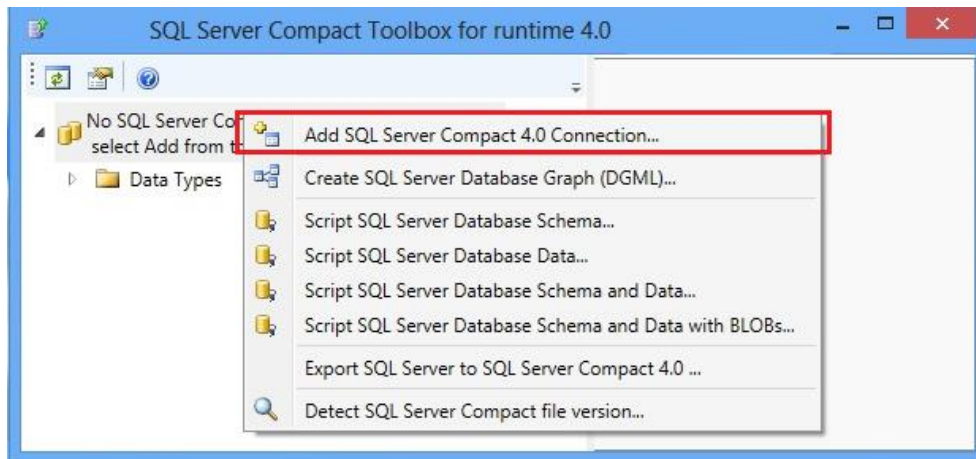 SQL Server Compact Toolbox for runtime 4.0
No SQL Server
select Add from
Data Types
Add SQL Server Compact 4.0 Connection...
Create SQL Server Database Graph (DGML)...
Script SQL Server Database Schema...
Script SQL Server Database Data...
Script SQL Server Database Schema and Data...
Script SQL Server Database Schema and Data with BLOBs...
Export SQL Server to SQL Server Compact 4.0 ...
Detect SQL Server Compact file version...